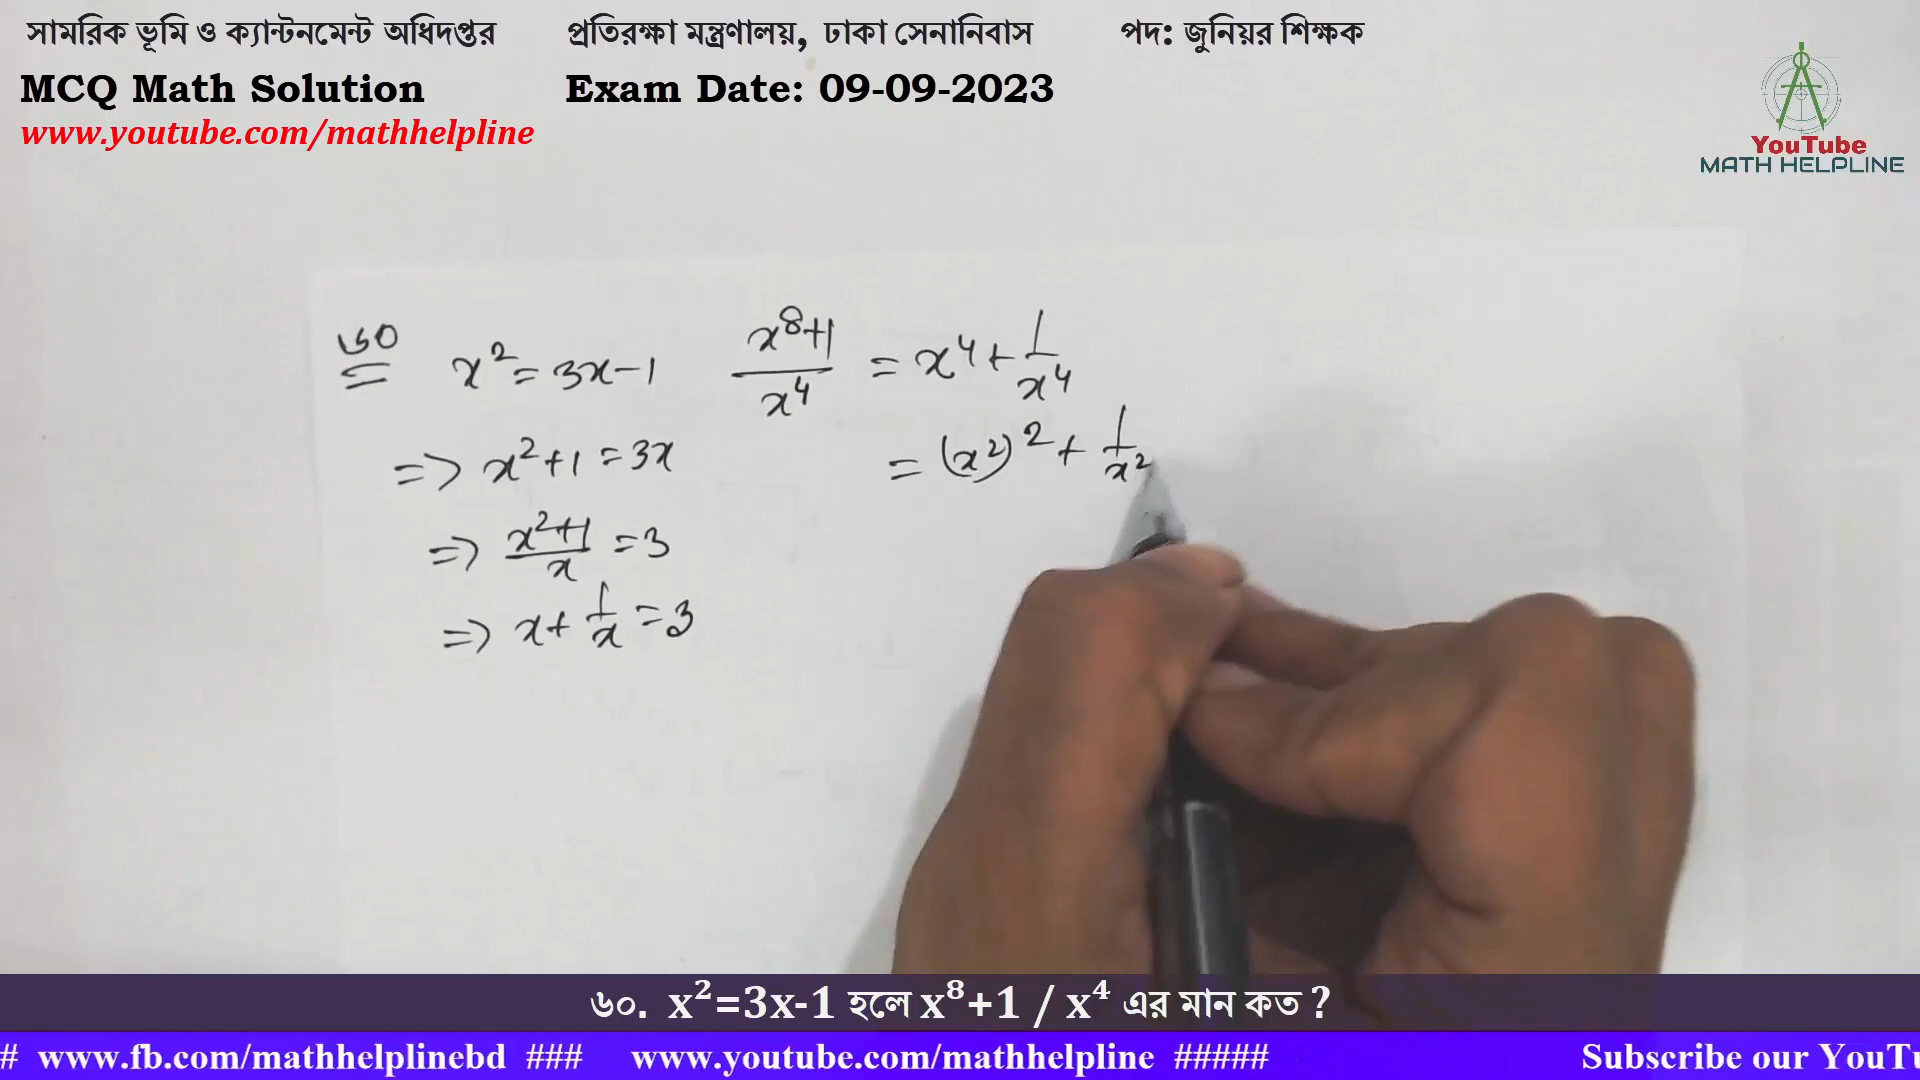 সামরিক ভূমি ও ক্যান্টনমেন্ট অধিদপ্তর প্রতিরক্ষা মন্ত্রণালয়, ঢাকা সেনানিবাস পদ: জুনিয়র শিক্ষক
MCQ Math Solution Exam Date: 09-09-2023
www.youtube.com/mathhelpline
YouTube
MATH HELPLINE
৬০ x² = 3x-1 (x⁸+1)/x⁴ = x⁴ + 1/x⁴
=> x²+1 = 3x = (x²)² + 1/x²
=> (x²+1)/x = 3
=> x + 1/x = 3
৬০. x²=3x-1 হলে x⁸+1 / x⁴ এর মান কত ?
# www.fb.com/mathhelplinebd ### www.youtube.com/mathhelpline ##### Subscribe our